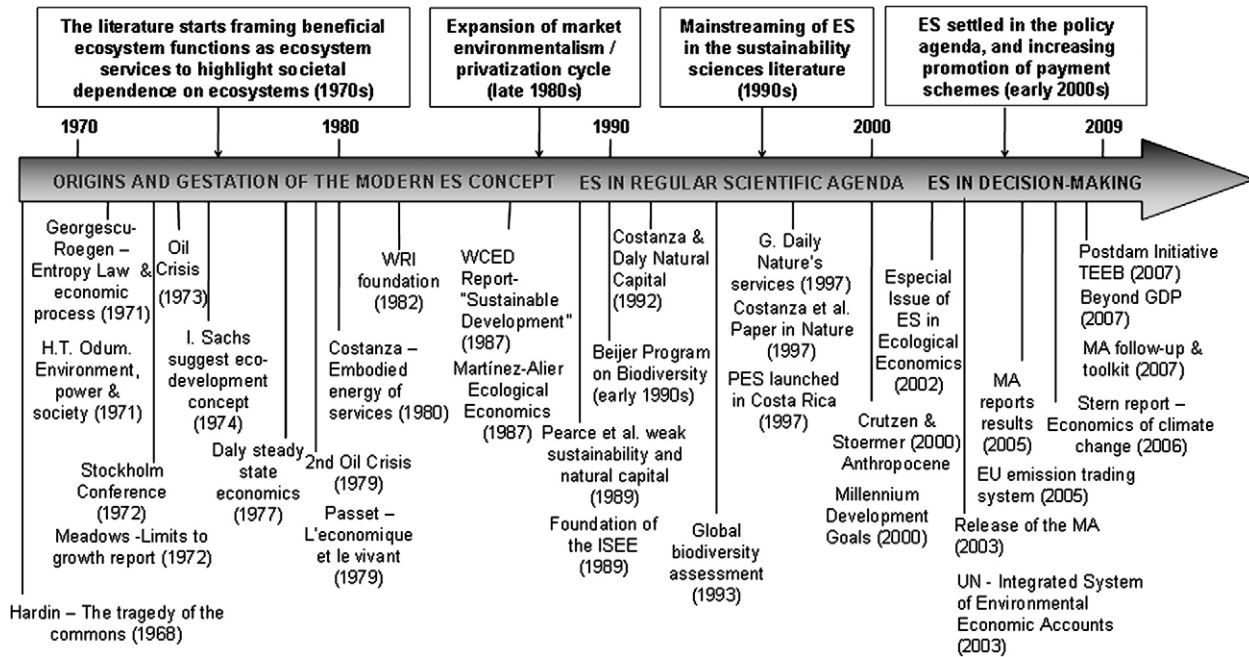 The literature starts framing beneficial
ecosystem functions as ecosystem
services to highlight societal
dependence on ecosystems (1970s)
Expansion of market
environmentalism /
privatization cycle
(late 1980s)
Mainstreaming of ES
in the sustainability
sciences literature
(1990s)
ES settled in the policy
agenda, and increasing
promotion of payment
schemes (early 2000s)
1970
1980
1990
2000
2009
ORIGINS AND GESTATION OF THE MODERN ES CONCEPT
ES IN REGULAR SCIENTIFIC AGENDA
ES IN DECISION-MAKING
Georgescu-
Roegen –
Entropy Law &
economic
process (1971)
H.T. Odum.
Environment,
power &
society (1971)
Stockholm
Conference
(1972)
Meadows -Limits to
growth report (1972)
Hardin – The tragedy of the
commons (1968)
Oil
Crisis
(1973)
I. Sachs
suggest eco-
development
concept
(1974)
Daly steady
state
economics
(1977)
2nd Oil Crisis
(1979)
Passet –
L'economique
et le vivant
(1979)
WRI
foundation
(1982)
Costanza –
Embodied
energy of
services (1980)
WCED
Report-
"Sustainable
Development"
(1987)
Martínez-Alier
Ecological
Economics
(1987)
Pearce et al. weak
sustainability and
natural capital
(1989)
Foundation of
the ISEE
(1989)
Costanza &
Daly Natural
Capital
(1992)
Beijer Program
on Biodiversity
(early 1990s)
Global
biodiversity
assessment
(1993)
G. Daily
Nature's
services (1997)
Costanza et al.
Paper in Nature
(1997)
PES launched
in Costa Rica
(1997)
Crutzen &
Stoermer (2000)
Anthropocene
Millennium
Development
Goals (2000)
Especial
Issue of
ES in
Ecological
Economics
(2002)
Release of the MA
(2003)
UN - Integrated System
of Environmental
Economic Accounts
(2003)
MA
reports
results
(2005)
EU emission trading
system (2005)
Stern report –
Economics of climate
change (2006)
Postdam Initiative
TEEB (2007)
Beyond GDP
(2007)
MA follow-up &
toolkit (2007)